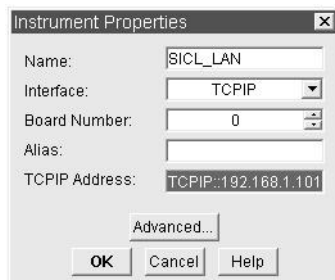 Instrument Properties
Name: SICL_LAN
Interface: TCPIP
Board Number: 0
Alias:
TCPIP Address: TCPIP::192.168.1.101
Advanced...
OK Cancel Help